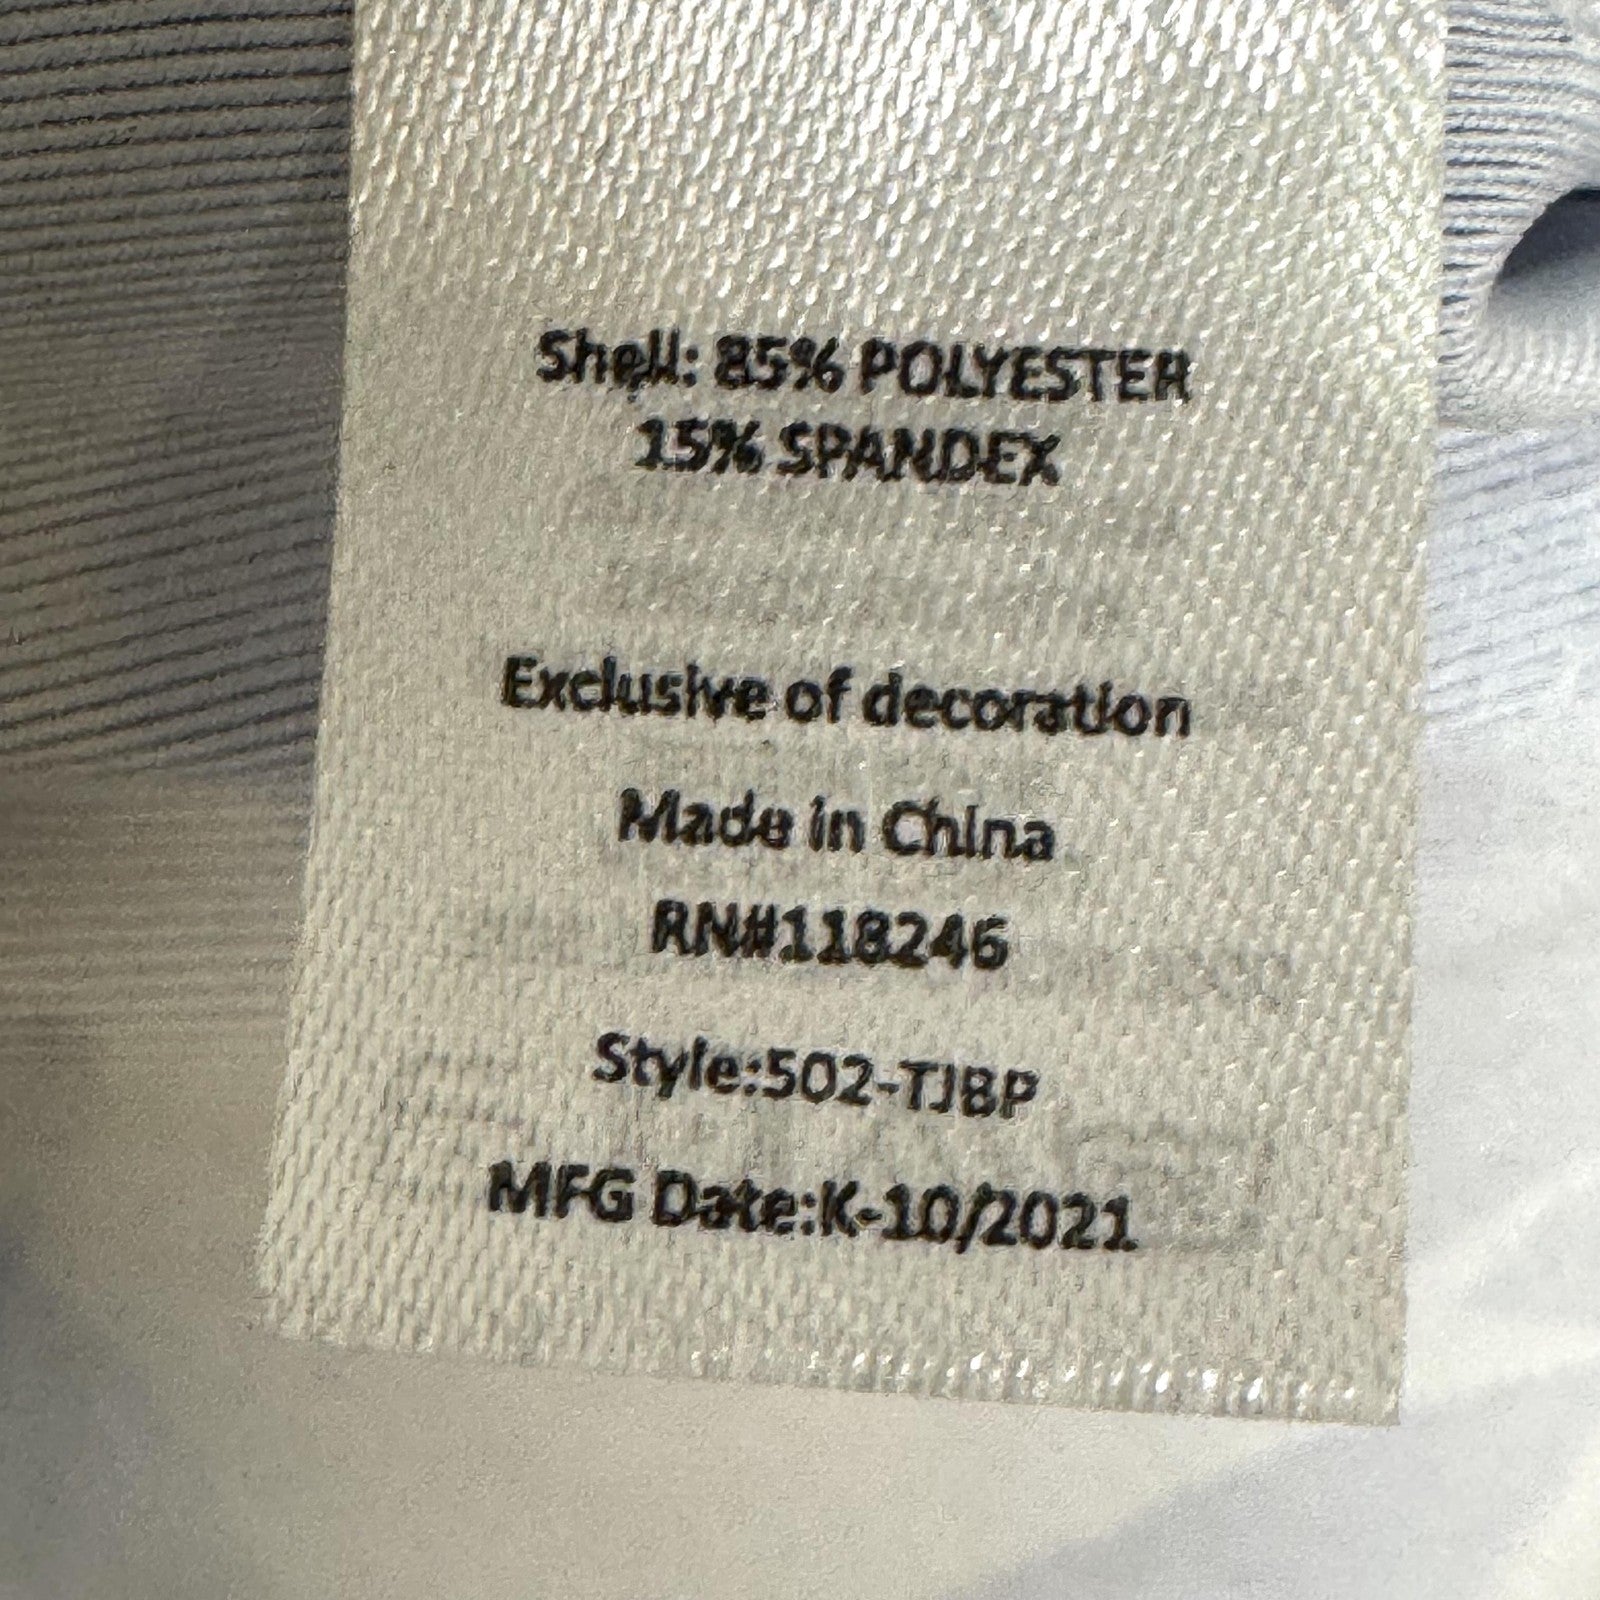 Shell: 85% POLYESTER
15% SPANDEX
Exclusive of decoration
Made in China
RN#118246
Style:502-TJBP
MFG Date:K-10/2021